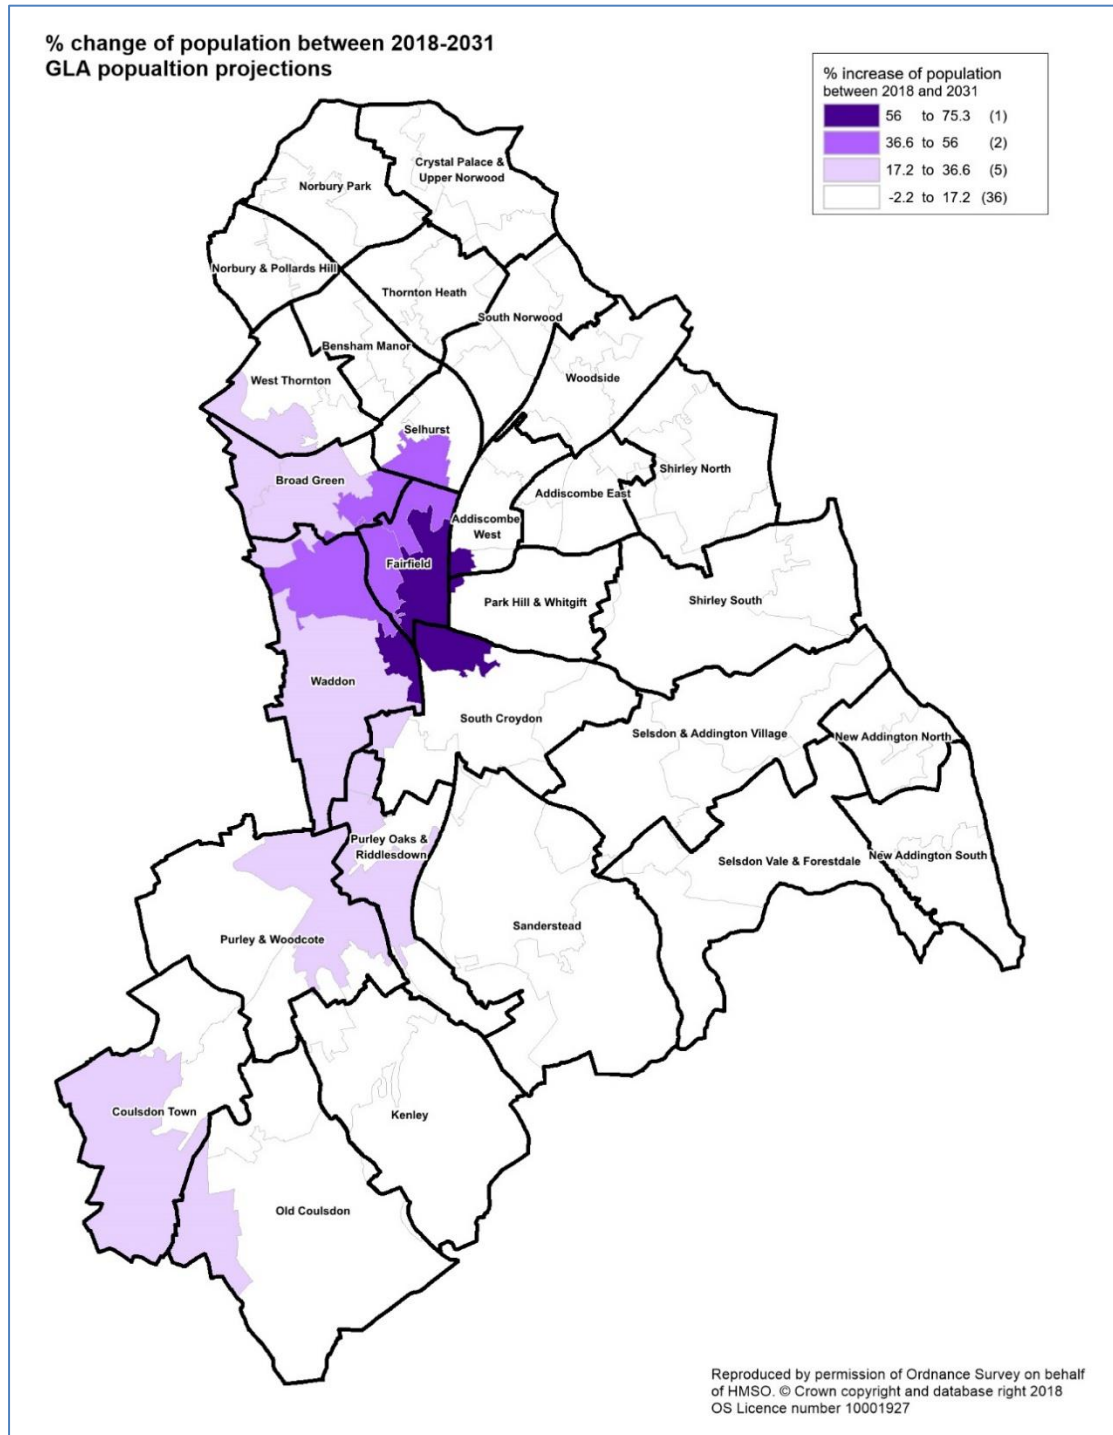 % change of population between 2018-2031
GLA popualtion projections
% increase of population
between 2018 and 2031
56 to 75.3 (1)
36.6 to 56 (2)
17.2 to 36.6 (5)
-2.2 to 17.2 (36)
Crystal Palace &
Upper Norwood
Norbury Park
Norbury & Pollards Hill
Thornton Heath
South Norwood
Bensham Manor
West Thornton
Woodside
Selhurst
Shirley North
Broad Green
Addiscombe East
Addiscombe
West
Fairfield
Park Hill & Whitgift
Shirley South
Waddon
South Croydon
Selsdon & Addington Village
New Addington North
Purley Oaks &
Riddlesdown
Selsdon Vale & Forestdale
New Addington South
Sanderstead
Purley & Woodcote
Coulsdon Town
Kenley
Old Coulsdon
Reproduced by permission of Ordnance Survey on behalf
of HMSO. © Crown copyright and database right 2018
OS Licence number 10001927